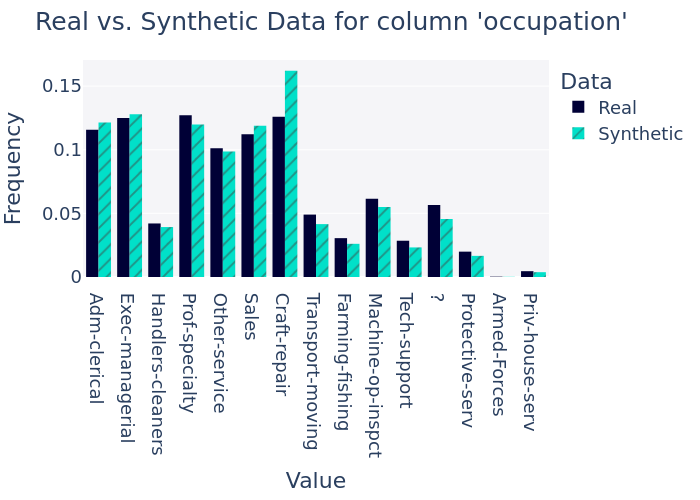 Real vs. Synthetic Data for column 'occupation'
Data
Real
Synthetic
Frequency
0.15
0.1
0.05
0
Adm-clerical
Exec-managerial
Handlers-cleaners
Prof-specialty
Other-service
Sales
Craft-repair
Transport-moving
Farming-fishing
Machine-op-inspct
Tech-support
?
Protective-serv
Armed-Forces
Priv-house-serv
Value